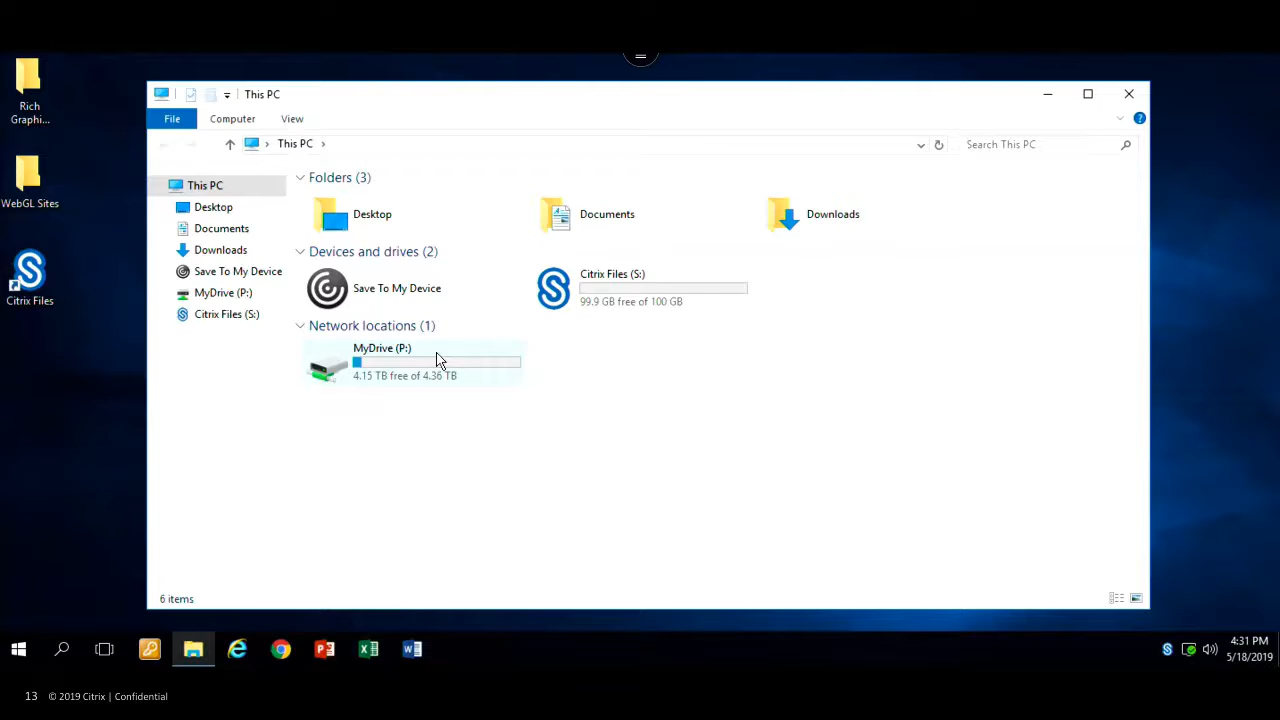 Rich
Graphi...
WebGL Sites
Citrix Files
This PC
File
Computer
View
This PC
Search This PC
This PC
Desktop
Documents
Downloads
Save To My Device
MyDrive (P:)
Citrix Files (S:)
Folders (3)
Desktop
Documents
Downloads
Devices and drives (2)
Save To My Device
Citrix Files (S:)
99.9 GB free of 100 GB
Network locations (1)
MyDrive (P:)
4.15 TB free of 4.36 TB
6 items
4:31 PM
5/18/2019
13 © 2019 Citrix | Confidential